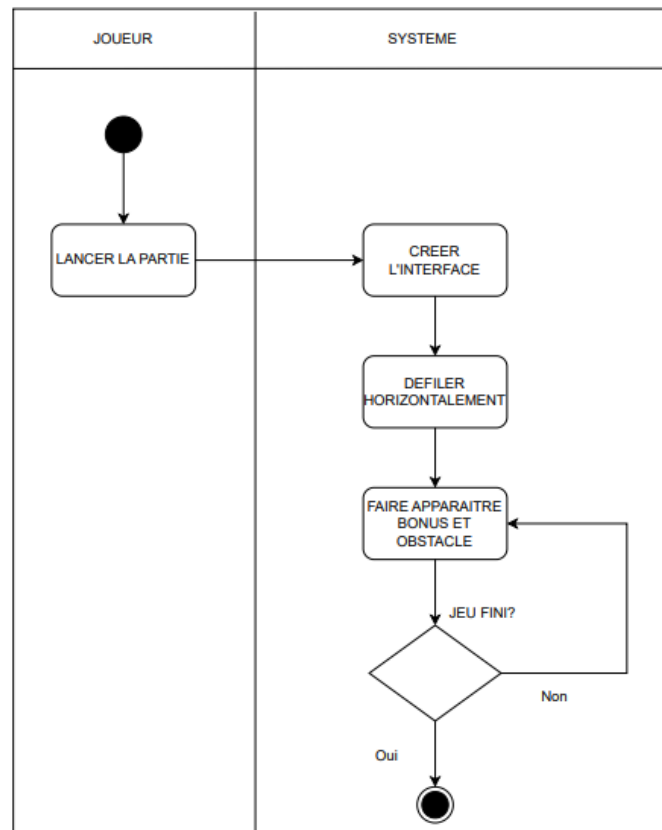 JOUEUR
SYSTEME
LANCER LA PARTIE
CREER
L'INTERFACE
DEFILER
HORIZONTALEMENT
FAIRE APPARAITRE
BONUS ET
OBSTACLE
JEU FINI?
Non
Oui